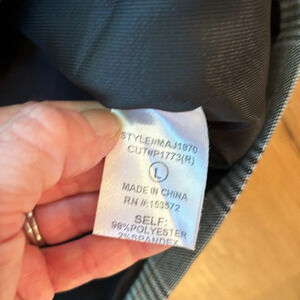 STYLE#MAJ1870
CUT#P1773(R)
L
MADE IN CHINA
RN #:153572
SELF:
98%POLYESTER
2%SPANDEX